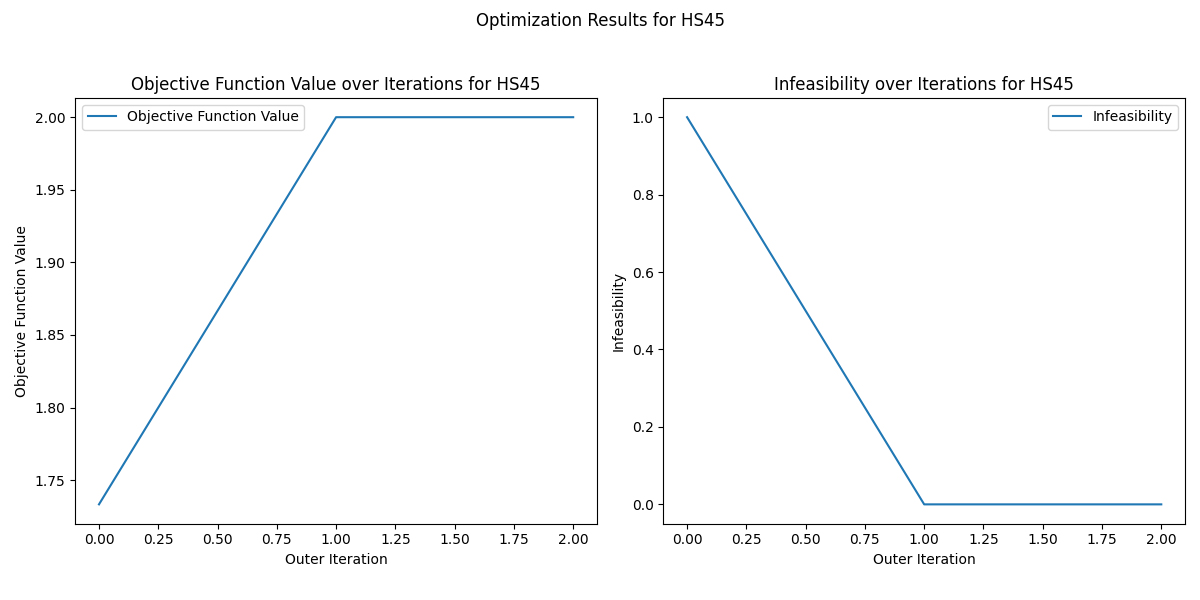 Optimization Results for HS45
Objective Function Value over Iterations for HS45
Objective Function Value
2.00
1.95
1.90
1.85
1.80
1.75
Objective Function Value
0.00 0.25 0.50 0.75 1.00 1.25 1.50 1.75 2.00
Outer Iteration
Infeasibility over Iterations for HS45
Infeasibility
1.0
0.8
0.6
0.4
0.2
0.0
Infeasibility
0.00 0.25 0.50 0.75 1.00 1.25 1.50 1.75 2.00
Outer Iteration